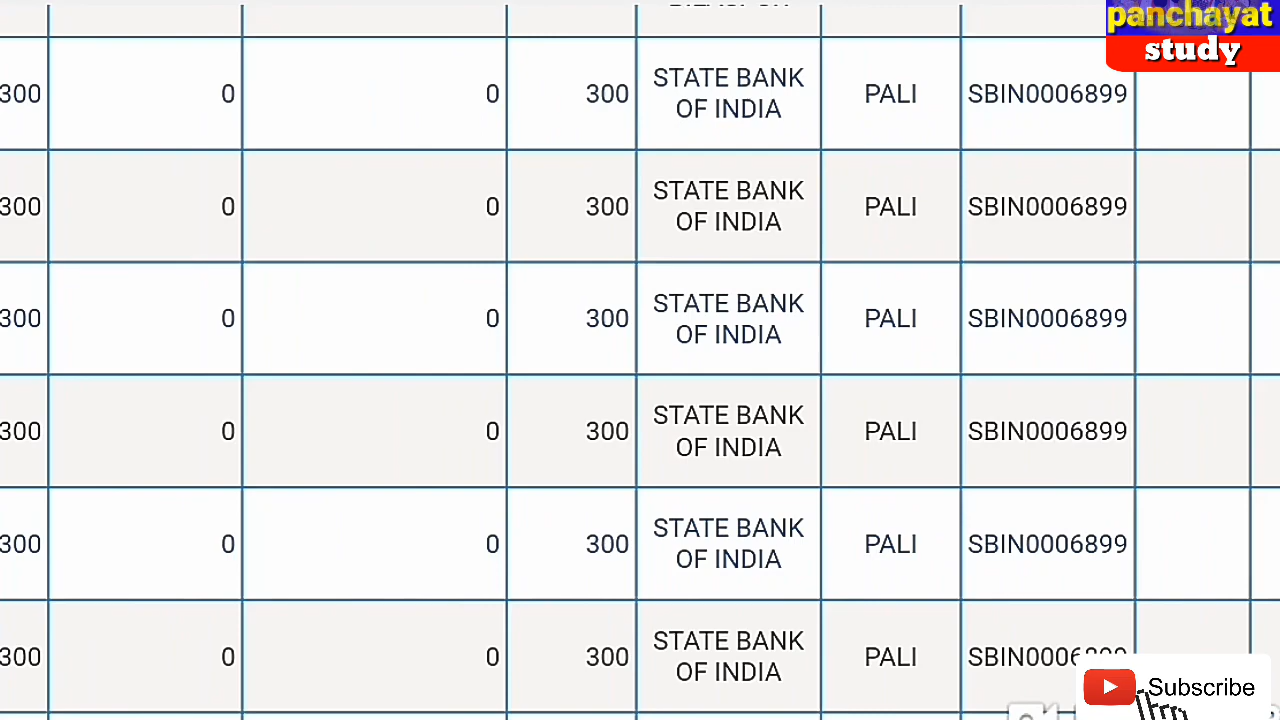 panchayat
study
300 0 0 300 STATE BANK OF INDIA PALI SBIN0006899
300 0 0 300 STATE BANK OF INDIA PALI SBIN0006899
300 0 0 300 STATE BANK OF INDIA PALI SBIN0006899
300 0 0 300 STATE BANK OF INDIA PALI SBIN0006899
300 0 0 300 STATE BANK OF INDIA PALI SBIN0006899
300 0 0 300 STATE BANK OF INDIA PALI
Subscribe